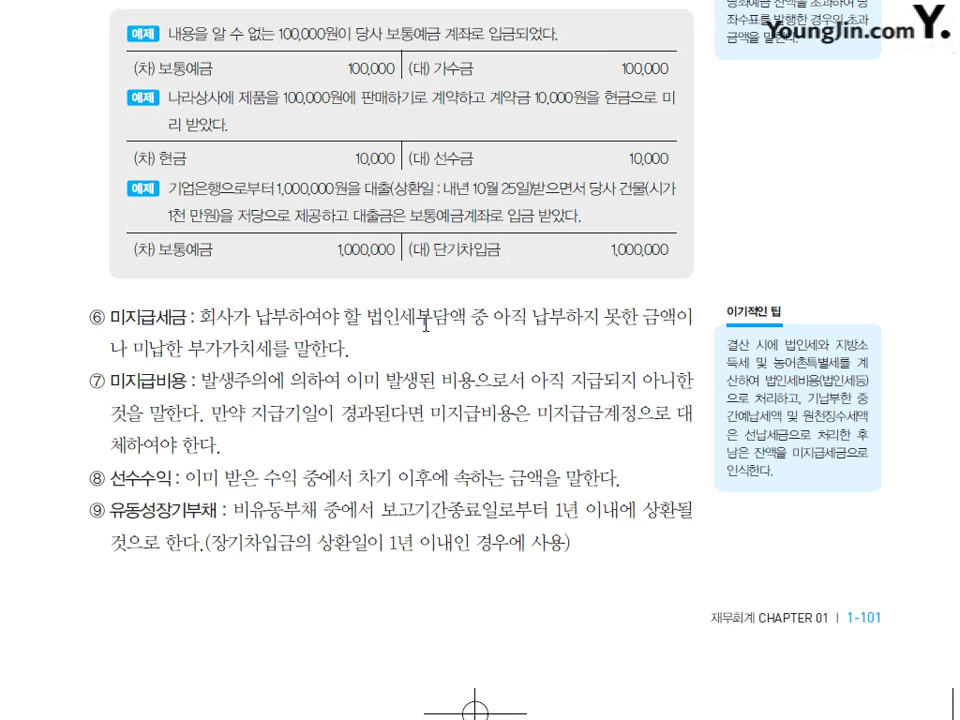 예제 내용을 알 수 없는 100,000원이 당사 보통예금 계좌로 입금되었다.
(차) 보통예금 100,000 (대) 가수금 100,000
예제 나라상사에 제품을 100,000원에 판매하기로 계약하고 계약금 10,000원을 현금으로 미
리 받았다.
(차) 현금 10,000 (대) 선수금 10,000
예제 기업은행으로부터 1,000,000원을 대출(상환일 : 내년 10월 25일)받으면서 당사 건물(시가
1천 만원)을 저당으로 제공하고 대출금은 보통예금계좌로 입금 받았다.
(차) 보통예금 1,000,000 (대) 단기차입금 1,000,000
⑥ 미지급세금 : 회사가 납부하여야 할 법인세부담액 중 아직 납부하지 못한 금액이
나 미납한 부가가치세를 말한다.
⑦ 미지급비용 : 발생주의에 의하여 이미 발생된 비용으로서 아직 지급되지 아니한
것을 말한다. 만약 지급기일이 경과된다면 미지급비용은 미지급금계정으로 대
체하여야 한다.
⑧ 선수수익 : 이미 받은 수익 중에서 차기 이후에 속하는 금액을 말한다.
⑨ 유동성장기부채 : 비유동부채 중에서 보고기간종료일로부터 1년 이내에 상환될
것으로 한다.(장기차입금의 상환일이 1년 이내인 경우에 사용)
좌수표를 발행한 경우의 초과
금액을 말한다.
YoungJin.com Y.
이기적인 팁
결산 시에 법인세와 지방소
득세 및 농어촌특별세를 계
산하여 법인세비용(법인세등)
으로 처리하고, 기납부한 중
간예납세액 및 원천징수세액
은 선납세금으로 처리한 후
남은 잔액을 미지급세금으로
인식한다.
재무회계 CHAPTER 01 | 1-101